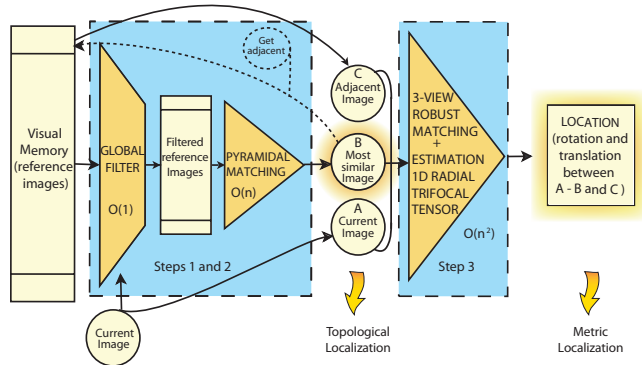 Visual
Memory
(reference
images)
GLOBAL
FILTER
O(1)
Filtered
reference
Images
PYRAMIDAL
MATCHING
O(n)
Get
adjacent
Steps 1 and 2
Current
Image
C
Adjacent
Image
B
Most
similar
Image
A
Current
Image
Topological
Localization
3-VIEW
ROBUST
MATCHING
+
ESTIMATION
1D RADIAL
TRIFOCAL
TENSOR
O(n²)
Step 3
LOCATION
(rotation and
translation
between
A - B and C )
Metric
Localization